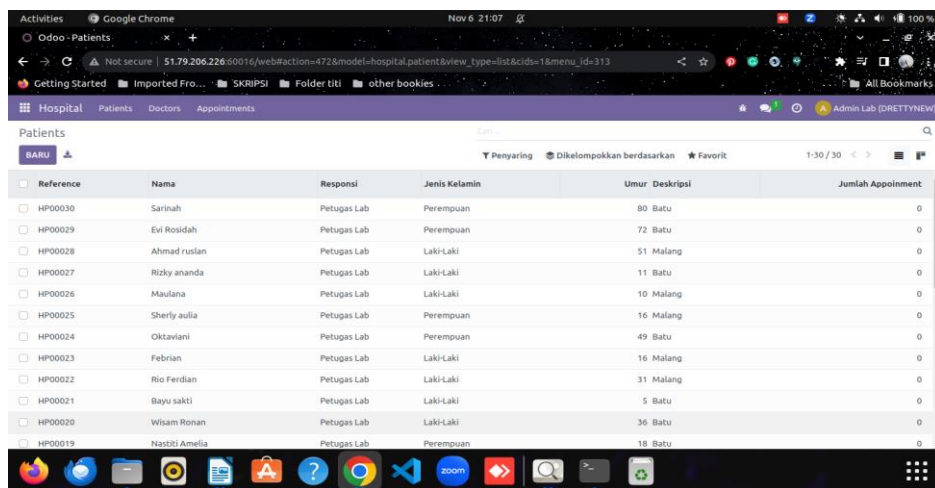 Activities Google Chrome Nov 6 21:07 100 %
Odoo - Patients
Not secure 51.79.206.226:60016/web#action=472&model=hospital.patient&view_type=list&cids=1&menu_id=313
Getting Started Imported Fro... SKRIPSI Folder titi other bookies All Bookmarks
Hospital Patients Doctors Appointments 1 A Admin Lab (DRETTYNEW)
Patients Cari...
BARU Penyaring Dikelompokkan berdasarkan Favorit 1-30 / 30
Reference Nama Responsi Jenis Kelamin Umur Deskripsi Jumlah Appoinment
HP00030 Sarinah Petugas Lab Perempuan 80 Batu 0
HP00029 Evi Rosidah Petugas Lab Perempuan 72 Batu 0
HP00028 Ahmad ruslan Petugas Lab Laki-Laki 51 Malang 0
HP00027 Rizky ananda Petugas Lab Laki-Laki 11 Batu 0
HP00026 Maulana Petugas Lab Laki-Laki 10 Malang 0
HP00025 Sherly aulia Petugas Lab Perempuan 16 Malang 0
HP00024 Oktaviani Petugas Lab Perempuan 49 Batu 0
HP00023 Febrian Petugas Lab Laki-Laki 16 Malang 0
HP00022 Rio Ferdian Petugas Lab Laki-Laki 31 Malang 0
HP00021 Bayu sakti Petugas Lab Laki-Laki 5 Batu 0
HP00020 Wisam Ronan Petugas Lab Laki-Laki 36 Batu 0
HP00019 Nastiti Amelia Petugas Lab Perempuan 18 Batu 0
zoom